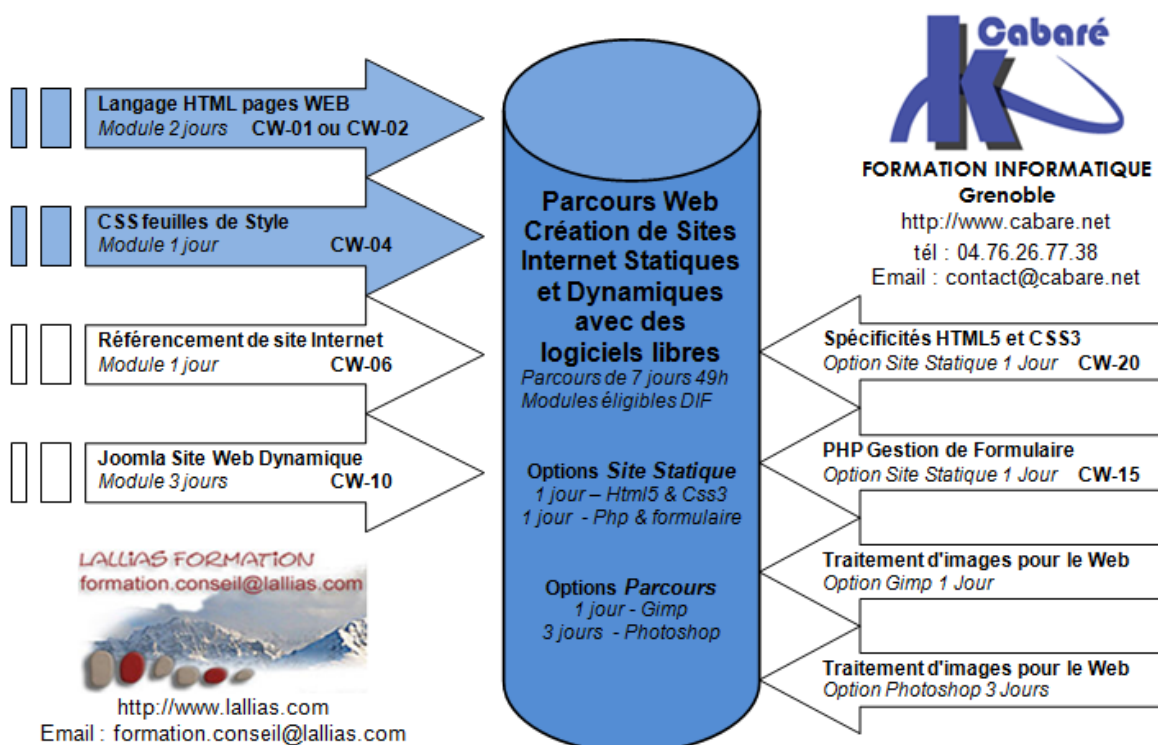 Langage HTML pages WEB
Module 2 jours CW-01 ou CW-02
CSS feuilles de Style
Module 1 jour CW-04
Référencement de site Internet
Module 1 jour CW-06
Joomla Site Web Dynamique
Module 3 jours CW-10
LALLIAS FORMATION
formation.conseil@lallias.com
http://www.lallias.com
Email : formation.conseil@lallias.com
Parcours Web
Création de Sites
Internet Statiques
et Dynamiques
avec des
logiciels libres
Parcours de 7 jours 49h
Modules éligibles DIF
Options Site Statique
1 jour – Html5 & Css3
1 jour - Php & formulaire
Options Parcours
1 jour - Gimp
3 jours - Photoshop
Cabaré
FORMATION INFORMATIQUE
Grenoble
http://www.cabare.net
tél : 04.76.26.77.38
Email : contact@cabare.net
Spécificités HTML5 et CSS3
Option Site Statique 1 Jour CW-20
PHP Gestion de Formulaire
Option Site Statique 1 Jour CW-15
Traitement d'images pour le Web
Option Gimp 1 Jour
Traitement d'images pour le Web
Option Photoshop 3 Jours